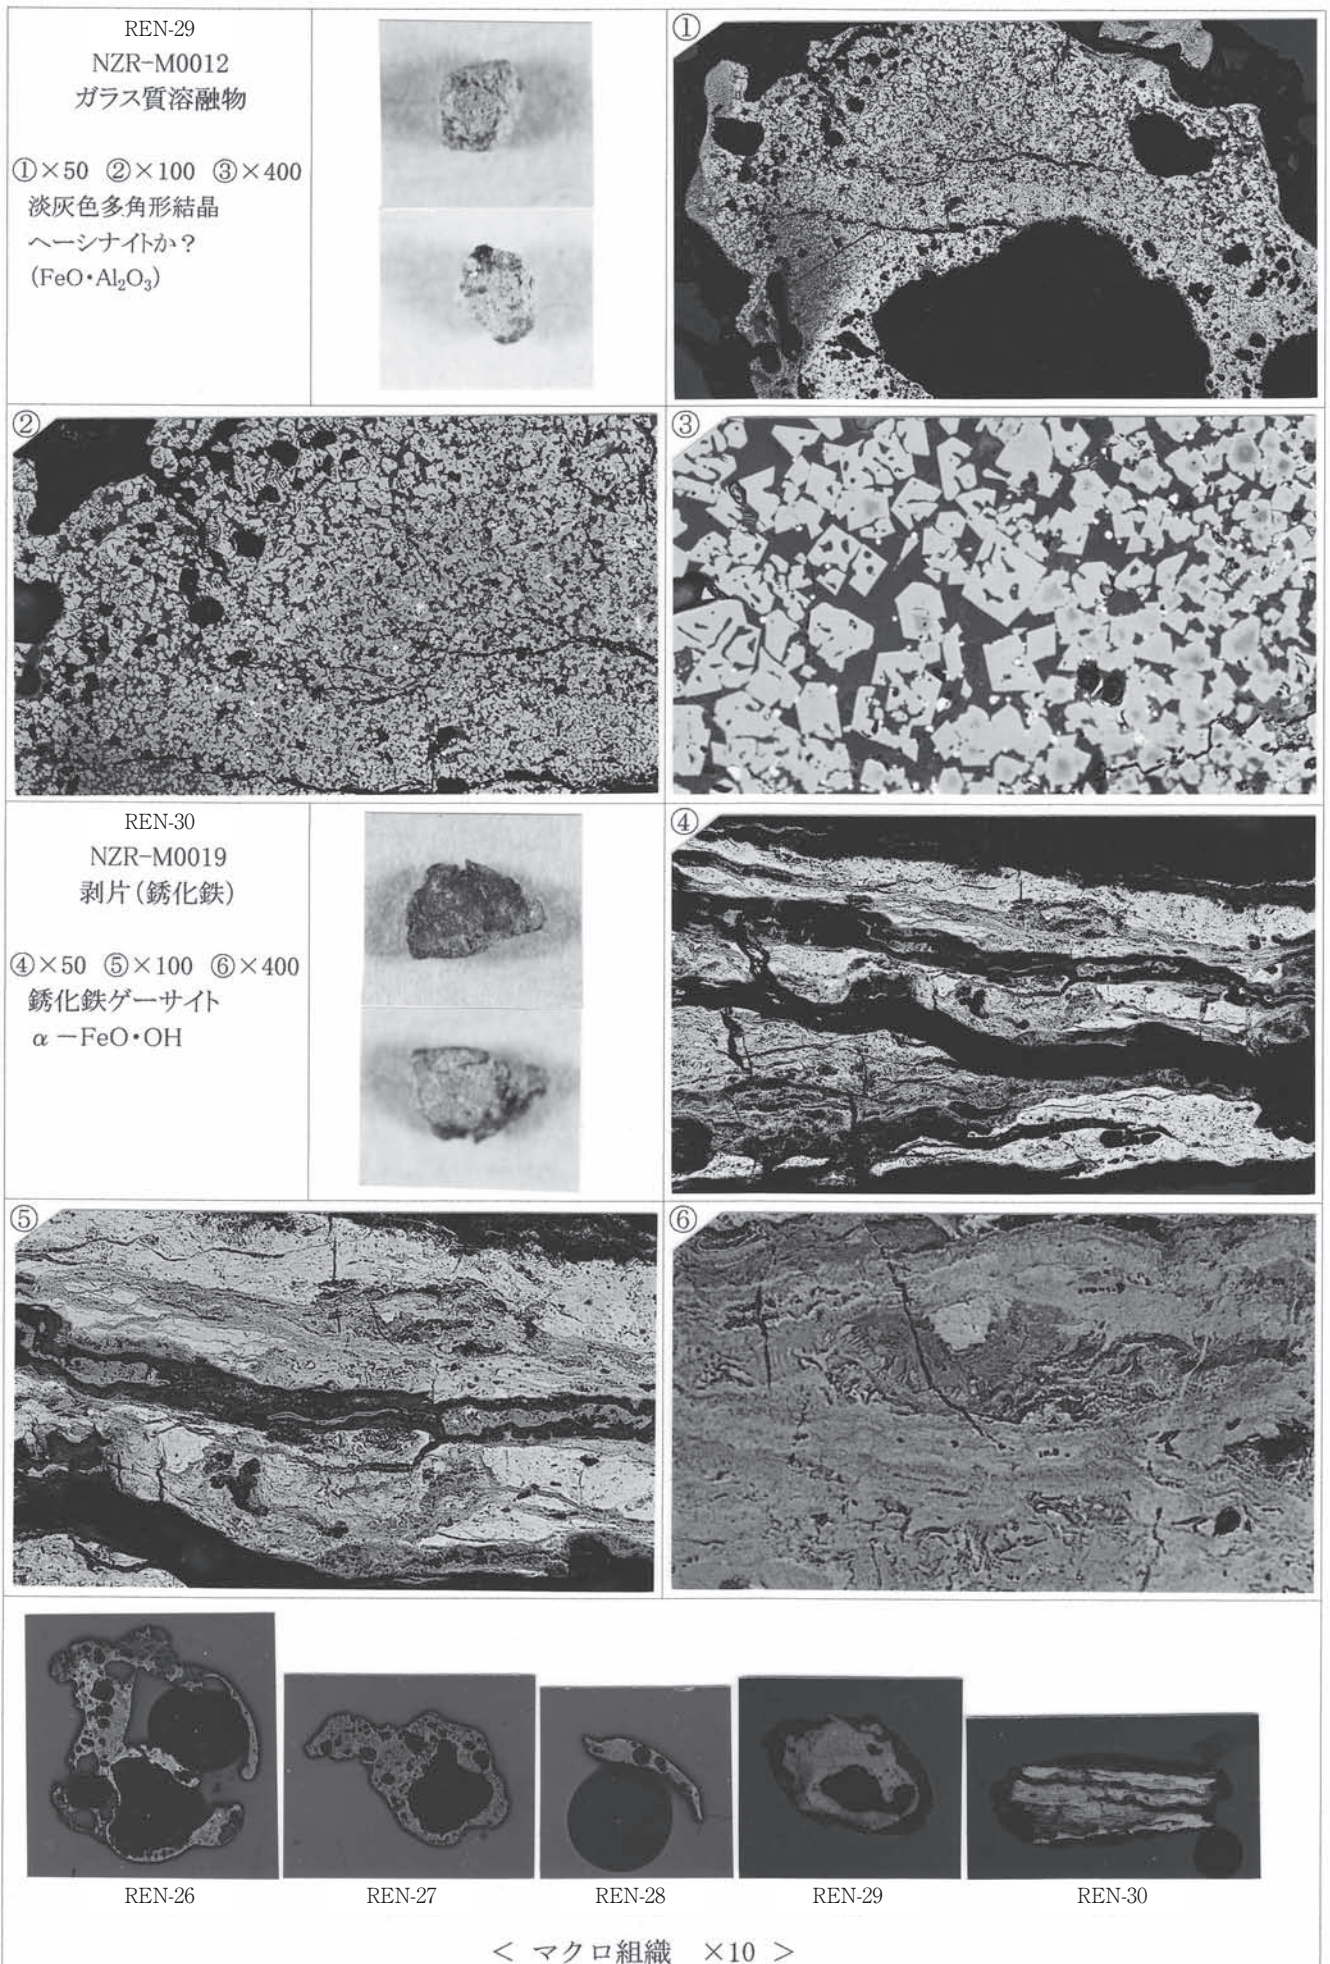 REN-29
NZR-M0012
ガラス質溶融物
①×50 ②×100 ③×400
淡灰色多角形結晶
ヘーシナイトか?
(FeO・Al₂O₃)
①
②
③
REN-30
NZR-M0019
剥片(銹化鉄)
④×50 ⑤×100 ⑥×400
銹化鉄ゲーサイト
α-FeO・OH
④
⑤
⑥
REN-26
REN-27
REN-28
REN-29
REN-30
< マクロ組織 ×10 >